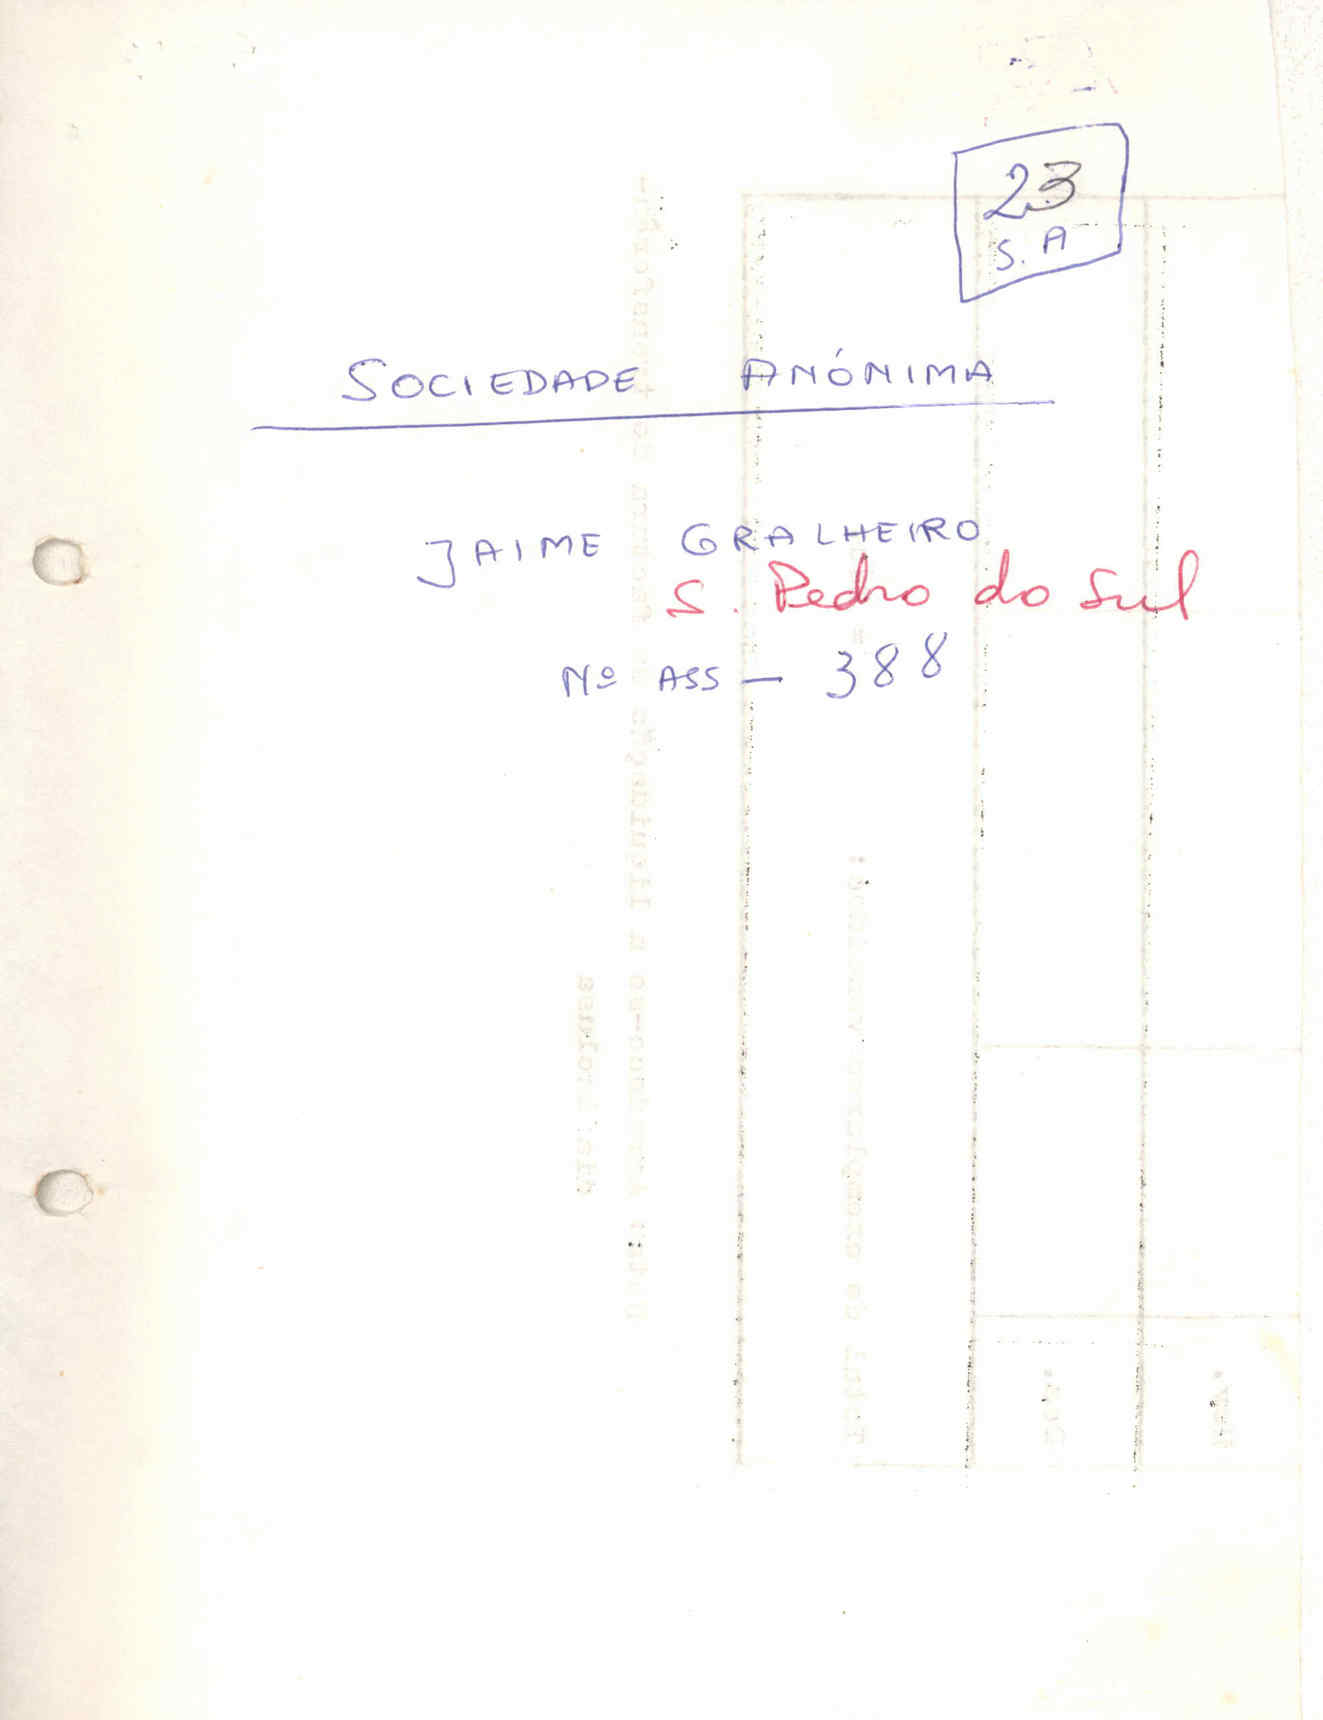 23
S. A
SOCIEDADE ANÓNIMA
JAIME GRALHEIRO
S. Pedro do Sul
Nº ASS - 388